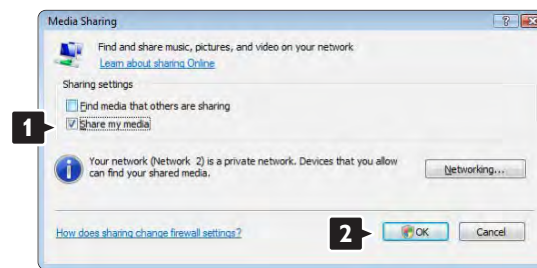 Media Sharing
Find and share music, pictures, and video on your network
Learn about sharing Online
Sharing settings
Find media that others are sharing
1
Share my media
Your network (Network 2) is a private network. Devices that you allow
can find your shared media.
Networking...
How does sharing change firewall settings?
2
OK
Cancel